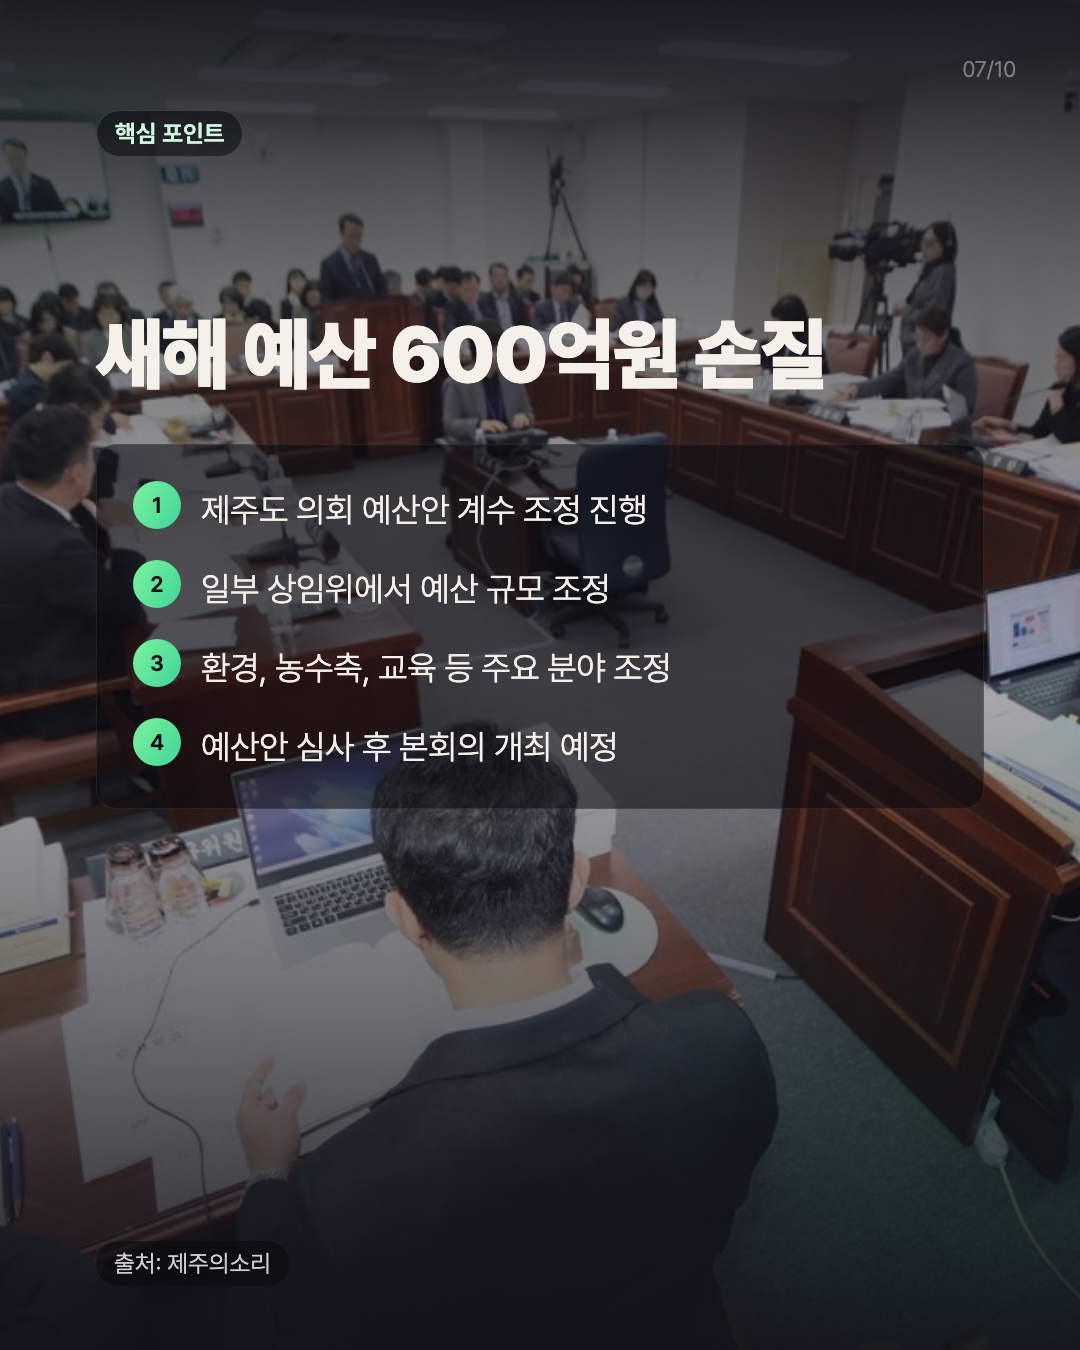 07/10
핵심 포인트
새해 예산 600억원 손질
1 제주도 의회 예산안 계수 조정 진행
2 일부 상임위에서 예산 규모 조정
3 환경, 농수축, 교육 등 주요 분야 조정
4 예산안 심사 후 본회의 개최 예정
위원
출처: 제주의소리